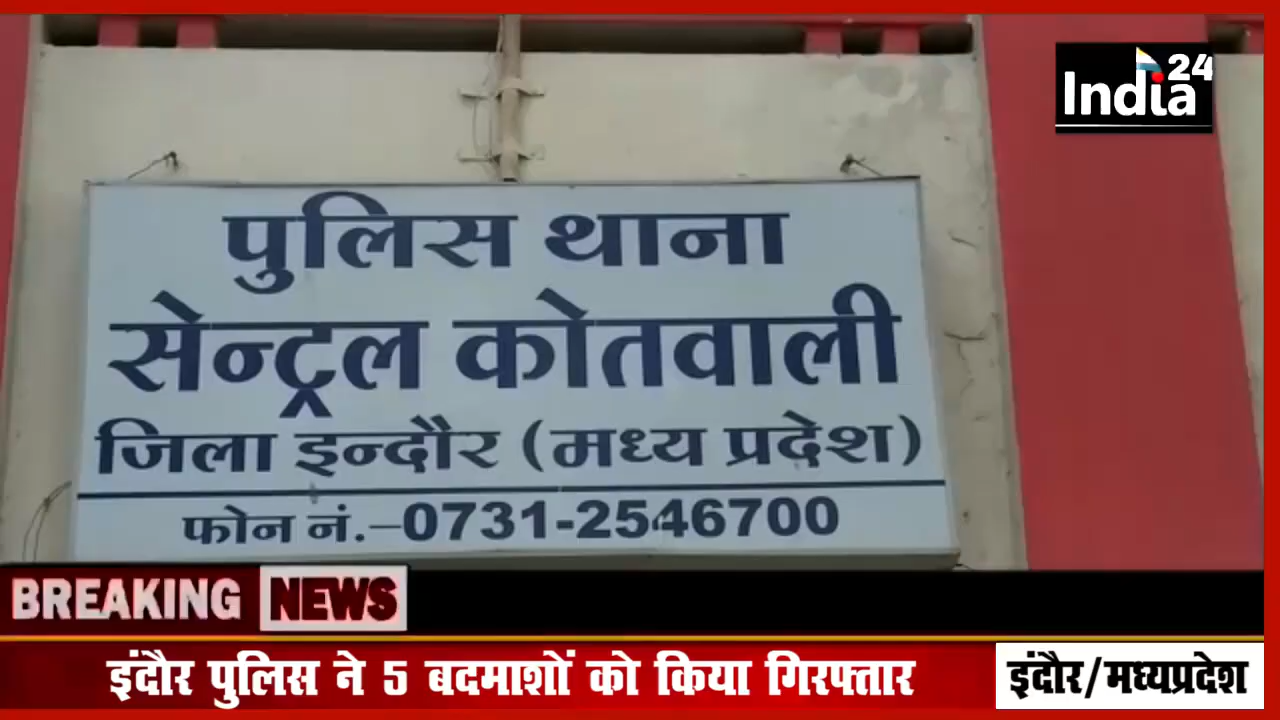 India 24
पुलिस थाना
सेन्ट्रल कोतवाली
जिला इन्दौर (मध्य प्रदेश)
फोन नं.–0731-2546700
BREAKING NEWS
इंदौर पुलिस ने 5 बदमाशों को किया गिरफ्तार
इंदौर/मध्यप्रदेश